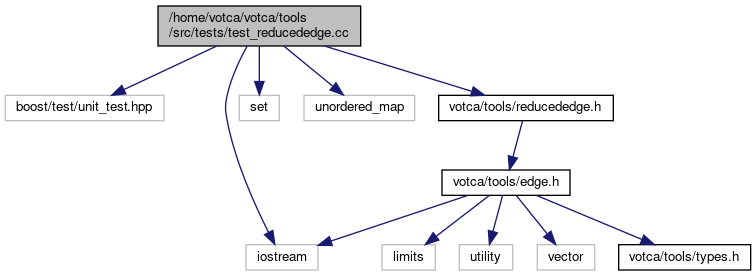 /home/votca/votca/tools
/src/tests/test_reducededge.cc
boost/test/unit_test.hpp
set
unordered_map
votca/tools/reducededge.h
votca/tools/edge.h
iostream
limits
utility
vector
votca/tools/types.h